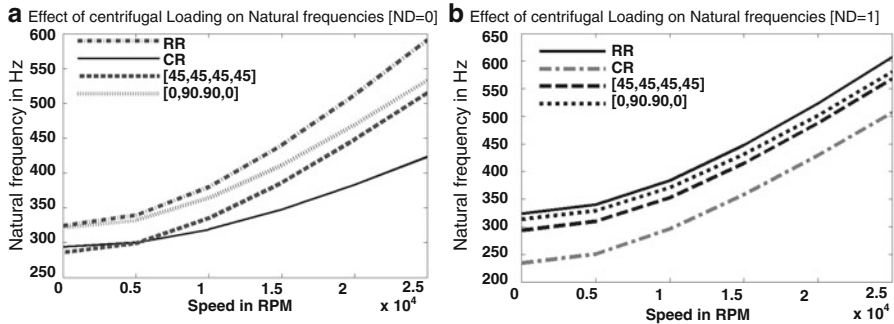 a Effect of centrifugal Loading on Natural frequencies [ND=0]
600
550
500
450
400
350
300
250
Natural frequency in Hz
RR
CR
[45,45,45,45]
[0,90.90,0]
0 0.5 1 1.5 2 2.5
Speed in RPM
x 10^4
b Effect of centrifugal Loading on Natural frequencies [ND=1]
650
600
550
500
450
400
350
300
250
200
Natural frequency in Hz
RR
CR
[45,45,45,45]
[0,90.90,0]
0 0.5 1 1.5 2 2.5
Speed in RPM
x 10^4